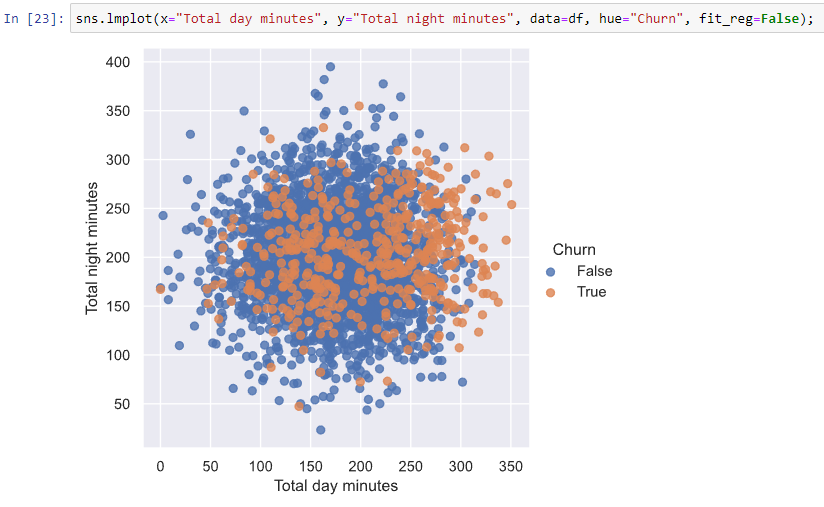 In [23]: sns.lmplot(x="Total day minutes", y="Total night minutes", data=df, hue="Churn", fit_reg=False);
400
350
300
250
200
150
100
50
Total night minutes
0 50 100 150 200 250 300 350
Total day minutes
Churn
False
True